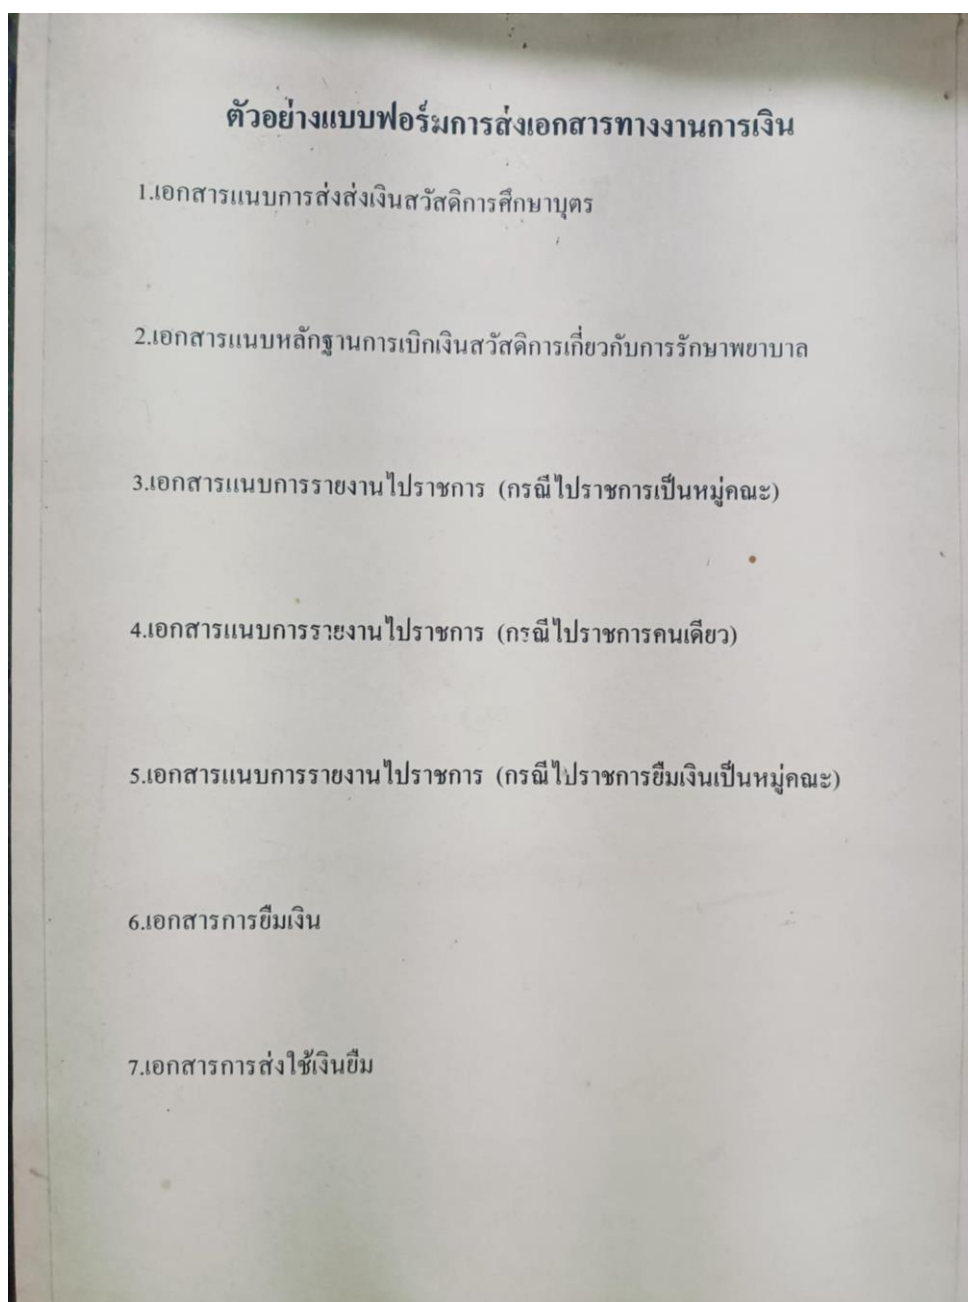 ตัวอย่างแบบฟอร์มการส่งเอกสารทางงานการเงิน
1.เอกสารแนบการส่งส่งเงินสวัสดิการศึกษาบุตร
2.เอกสารแนบหลักฐานการเบิกเงินสวัสดิการเกี่ยวกับการรักษาพยาบาล
3.เอกสารแนบการรายงานไปราชการ (กรณีไปราชการเป็นหมู่คณะ)
4.เอกสารแนบการรายงานไปราชการ (กรณีไปราชการคนเดียว)
5.เอกสารแนบการรายงานไปราชการ (กรณีไปราชการยืมเงินเป็นหมู่คณะ)
6.เอกสารการยืมเงิน
7.เอกสารการส่งใช้เงินยืม